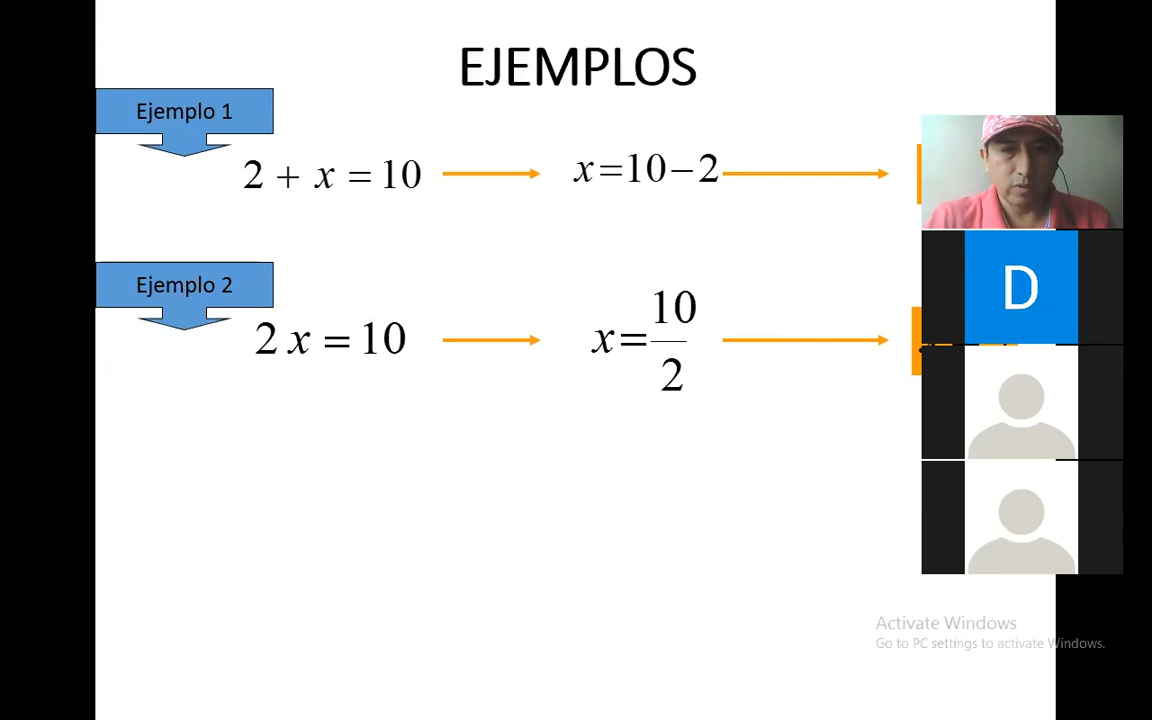 EJEMPLOS
Ejemplo 1
2 + x = 10
x=10−2
Ejemplo 2
2 x = 10
x=10/2
D
Activate Windows
Go to PC settings to activate Windows.